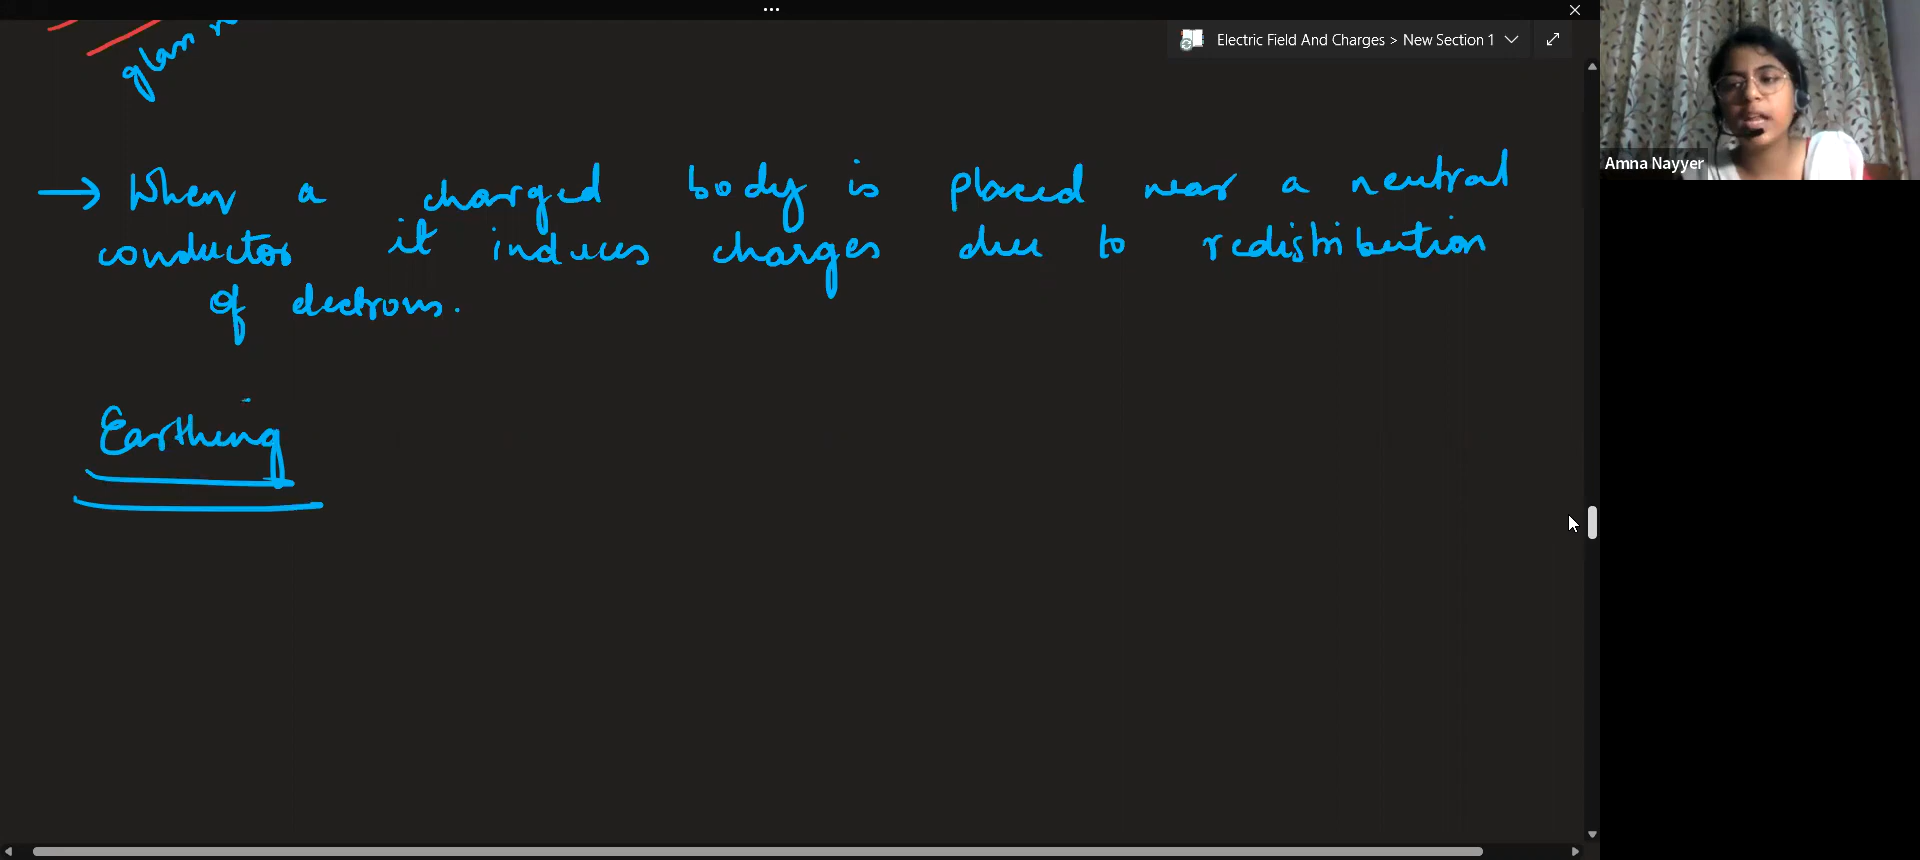 Electric Field And Charges > New Section 1
Amna Nayyer
glass
→ When a charged body is placed near a neutral
conductor it induces charges due to redistribution
of electrons.
Earthing